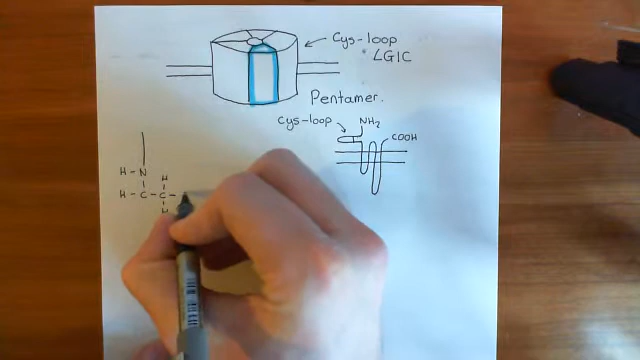 Cys-loop
LGIC
Pentamer.
Cys-loop
NH₂
COOH
H-N H
H-C-C-
H